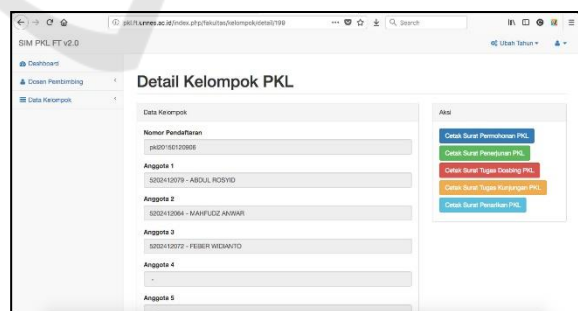 pkl.ft.unnes.ac.id/index.php/fakultas/kelompok/detail/199
Search
SIM PKL FT v2.0
Ubah Tahun
Dashboard
Dosen Pembimbing
Data Kelompok
Detail Kelompok PKL
Data Kelompok
Nomor Pendaftaran
pkl20150120908
Anggota 1
5202412079 - ABDUL ROSYID
Anggota 2
5202412064 - MAHFUDZ ANWAR
Anggota 3
5202412072 - FEBER WIDIANTO
Anggota 4
-
Anggota 5
Aksi
Cetak Surat Permohonan PKL
Cetak Surat Penerjunan PKL
Cetak Surat Tugas Dosbing PKL
Cetak Surat Tugas Kunjungan PKL
Cetak Surat Penarikan PKL